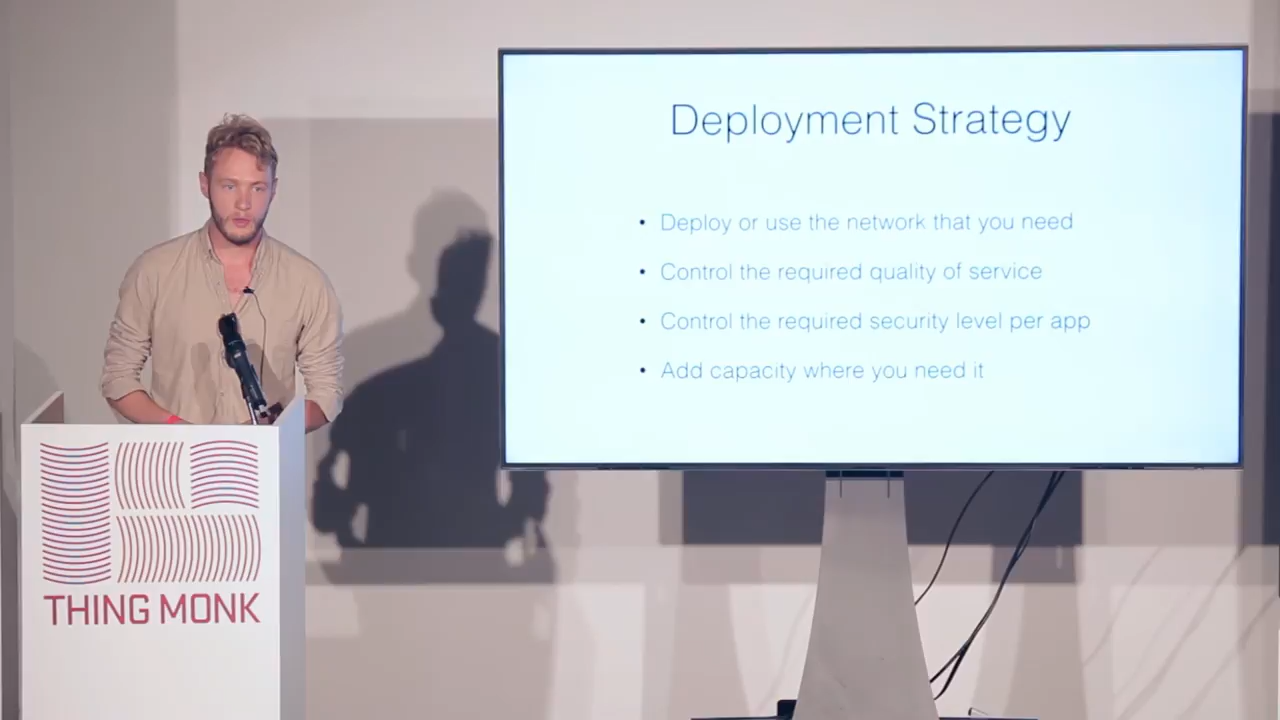 Deployment Strategy
• Deploy or use the network that you need
• Control the required quality of service
• Control the required security level per app
• Add capacity where you need it
THING MONK